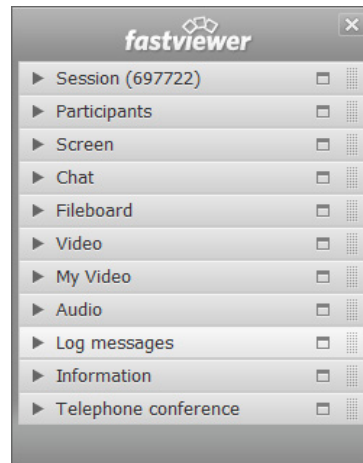 fastviewer
Session (697722)
Participants
Screen
Chat
Fileboard
Video
My Video
Audio
Log messages
Information
Telephone conference